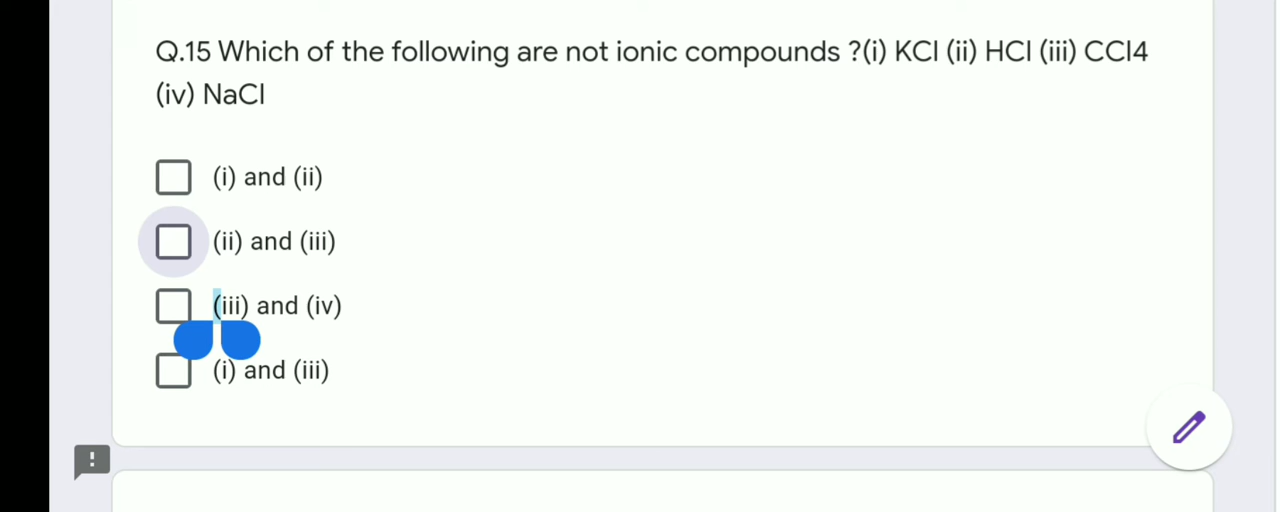 Q.15 Which of the following are not ionic compounds ?(i) KCl (ii) HCl (iii) CCl4
(iv) NaCl
(i) and (ii)
(ii) and (iii)
(iii) and (iv)
(i) and (iii)